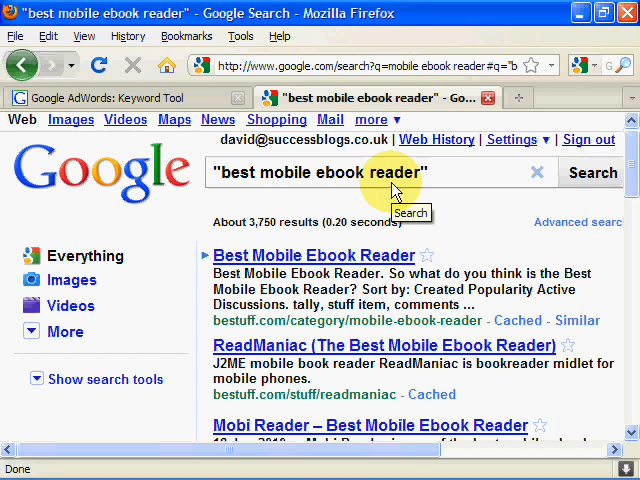 "best mobile ebook reader" - Google Search - Mozilla Firefox
File Edit View History Bookmarks Tools Help
http://www.google.com/search?q=mobile ebook reader#q="b
Google AdWords: Keyword Tool
"best mobile ebook reader" - Go...
Web Images Videos Maps News Shopping Mail more ▼
david@successblogs.co.uk | Web History | Settings ▼ | Sign out
Google
"best mobile ebook reader"
Search
Search
About 3,750 results (0.20 seconds)
Advanced searc
Everything
Images
Videos
More
Show search tools
Best Mobile Ebook Reader
Best Mobile Ebook Reader. So what do you think is the Best
Mobile Ebook Reader? Sort by: Created Popularity Active
Discussions. tally, stuff item, comments ...
bestuff.com/category/mobile-ebook-reader - Cached - Similar
ReadManiac (The Best Mobile Ebook Reader)
J2ME mobile book reader ReadManiac is bookreader midlet for
mobile phones.
bestuff.com/stuff/readmaniac - Cached
Mobi Reader – Best Mobile Ebook Reader
Done